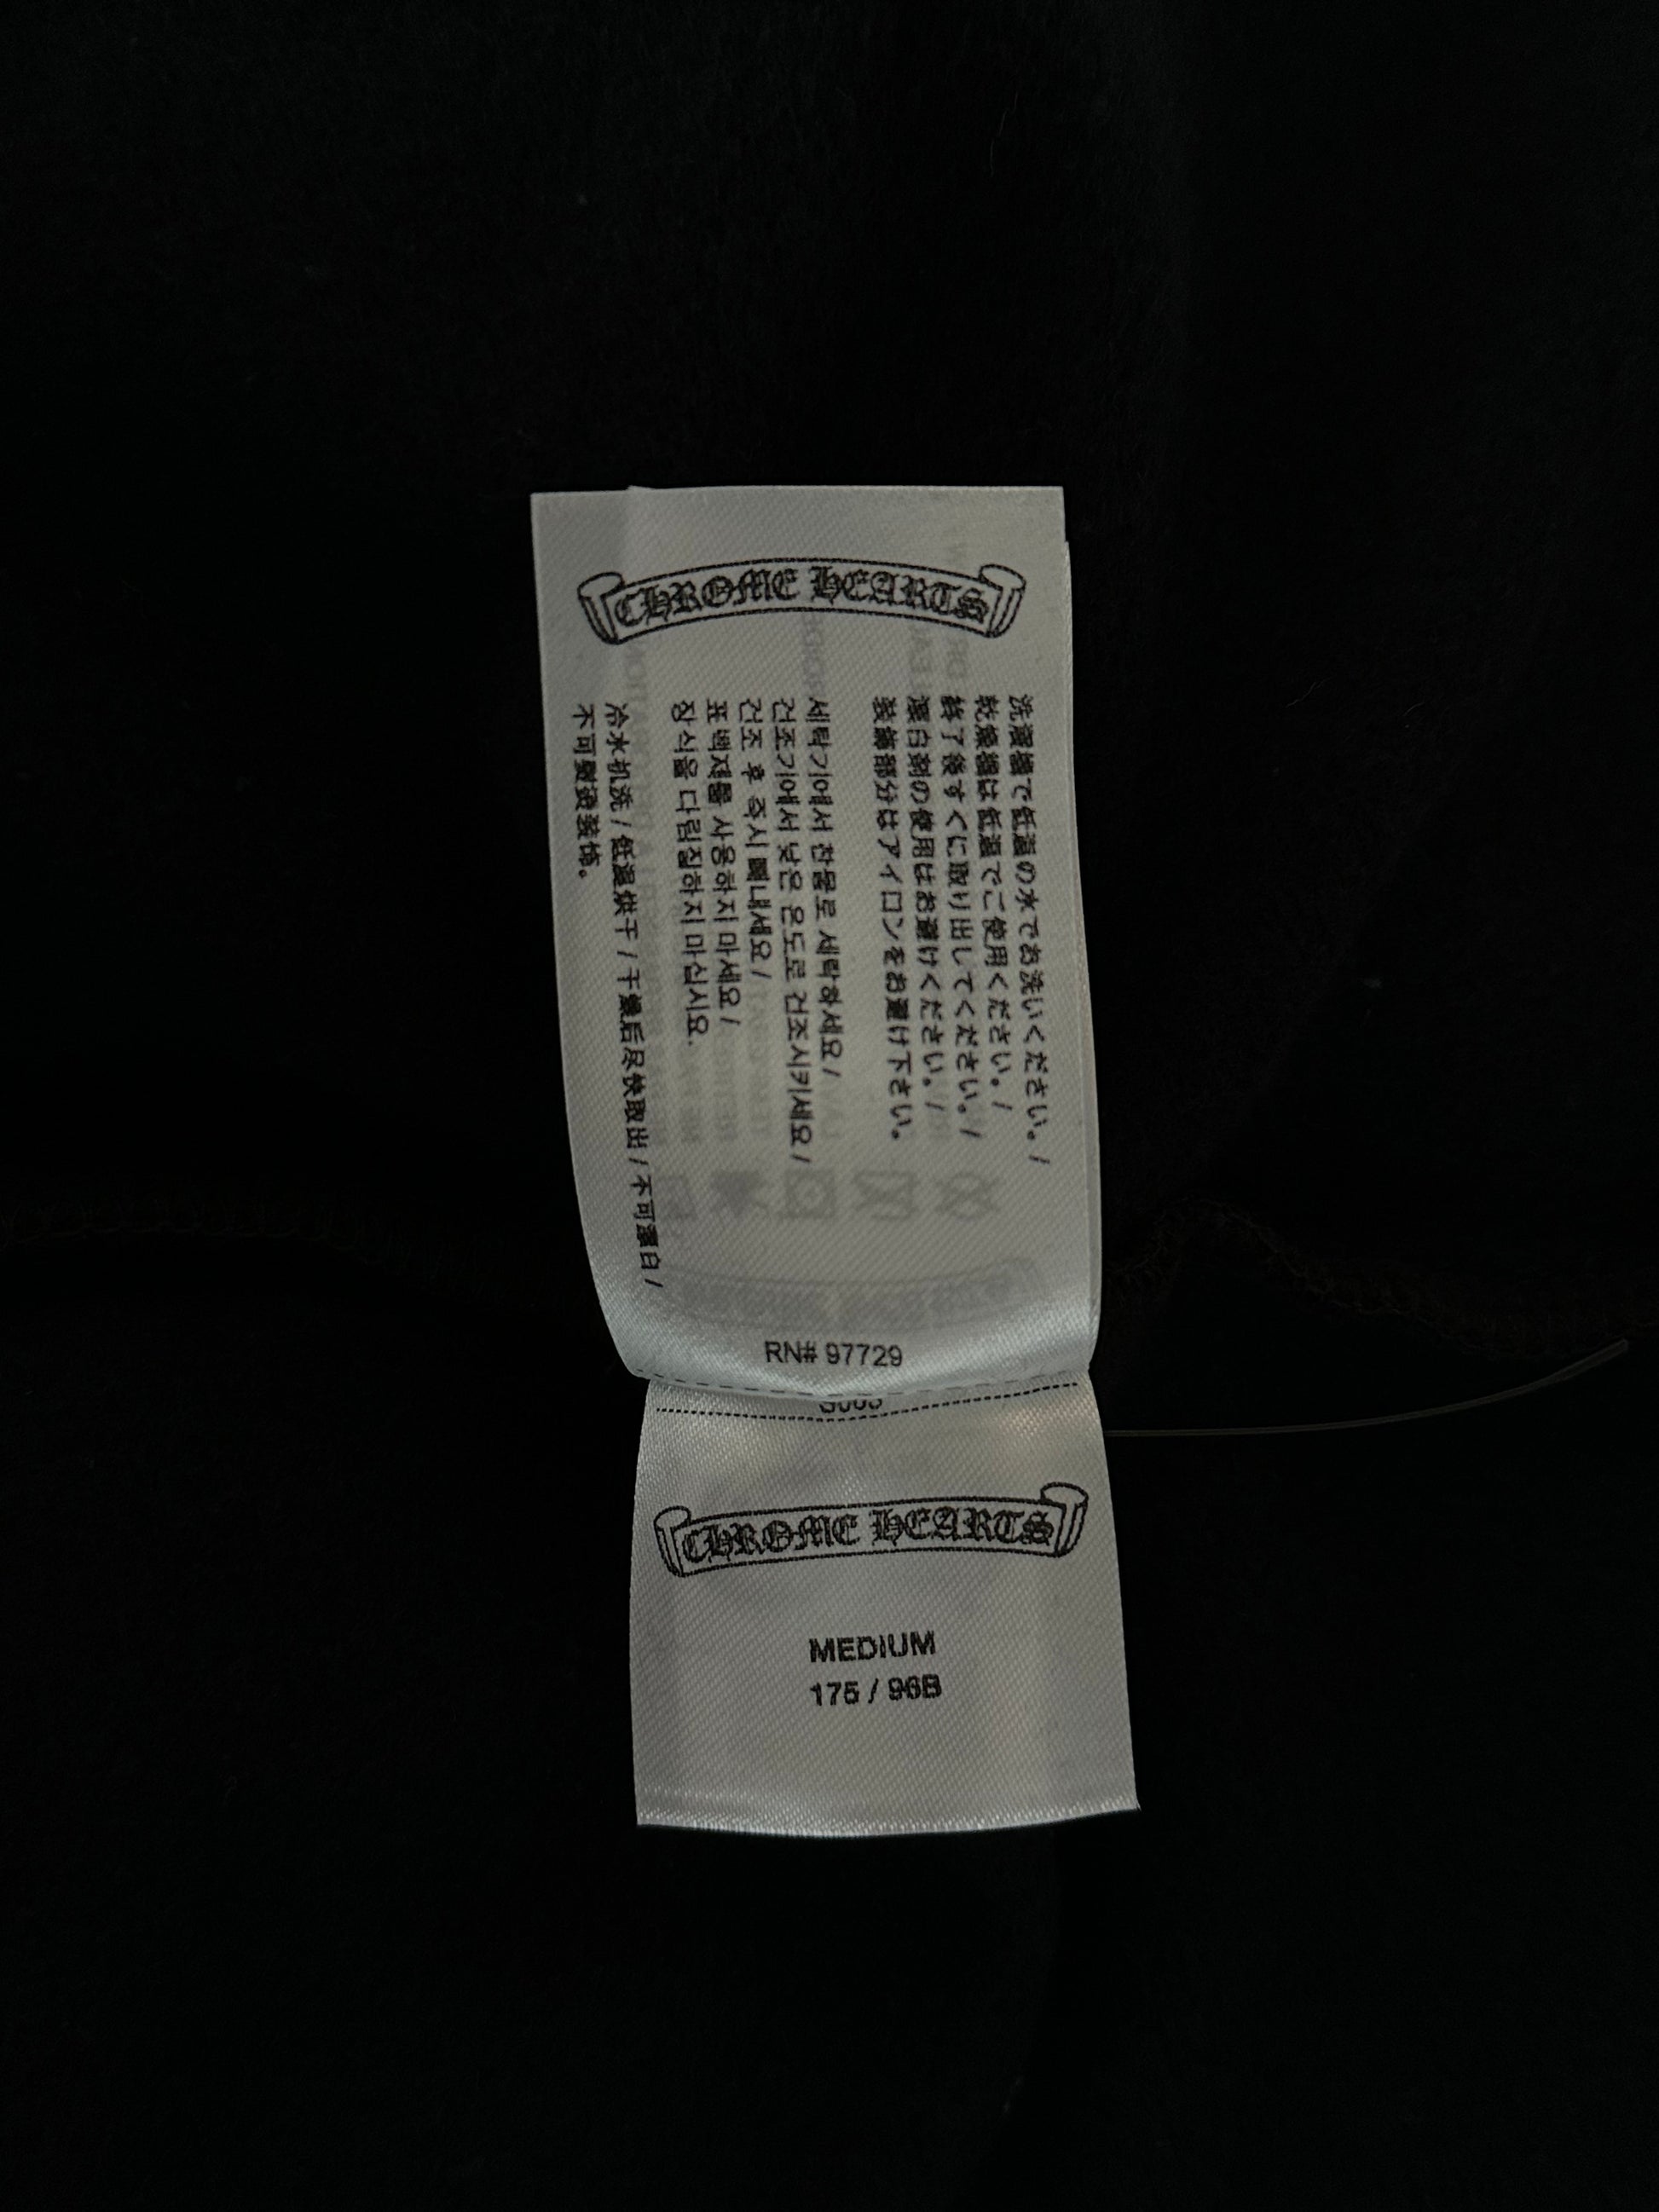 CHROME HEARTS
洗濯機で低温の水でお洗いください。/
乾燥機は低温でご使用ください。/
終了後すぐに取り出してください。/
漂白剤の使用はお避けください。/
装飾部分はアイロンをお避け下さい。
세탁기에서 찬물로 세탁하세요 /
건조기에서 낮은 온도로 건조시키세요 /
건조 후 즉시 빼내세요 /
표백제를 사용하지 마세요 /
장식을 다림질하지 마십시요.
冷水机洗 / 低温烘干 / 干燥后尽快取出 / 不可漂白 /
不可熨烫装饰。
RN# 97729
CHROME HEARTS
MEDIUM
175 / 96B